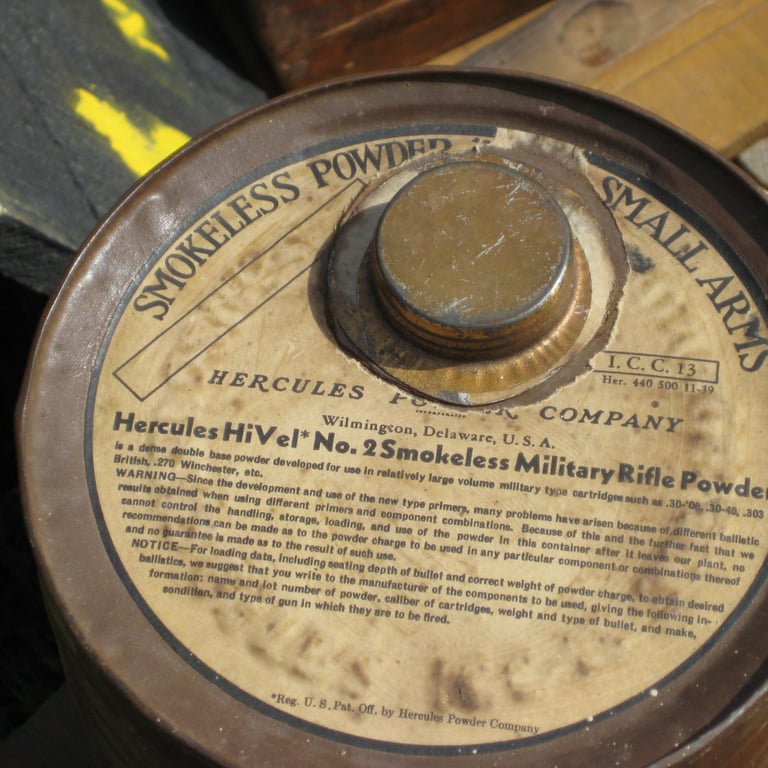 SMOKELESS POWDER
SMALL ARMS
I. C. C. 13
Her. 440 500 11-39
HERCULES POWDER COMPANY
Wilmington, Delaware, U. S. A.
Hercules HiVel* No. 2 Smokeless Military Rifle Powder
is a dense double base powder developed for use in relatively large volume military type cartridges such as .30-'06, .30-40, .303
British, .270 Winchester, etc.
WARNING—Since the development and use of the new type primers, many problems have arisen because of different ballistic
results obtained when using different primers and component combinations. Because of this and the further fact that we
cannot control the handling, storage, loading, and use of the powder in this container after it leaves our plant, no
recommendations can be made as to the powder charge to be used in any particular component or combinations thereof
and no guarantee is made as to the result of such use.
NOTICE—For loading data, including seating depth of bullet and correct weight of powder charge, to obtain desired
ballistics, we suggest that you write to the manufacturer of the components to be used, giving the following in-
formation: name and lot number of powder, caliber of cartridges, weight and type of bullet, and make,
condition, and type of gun in which they are to be fired.
*Reg. U. S. Pat. Off. by Hercules Powder Company